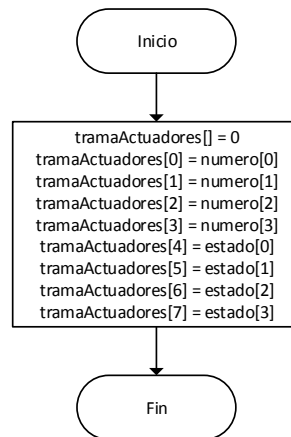 Inicio
tramaActuadores[] = 0
tramaActuadores[0] = numero[0]
tramaActuadores[1] = numero[1]
tramaActuadores[2] = numero[2]
tramaActuadores[3] = numero[3]
tramaActuadores[4] = estado[0]
tramaActuadores[5] = estado[1]
tramaActuadores[6] = estado[2]
tramaActuadores[7] = estado[3]
Fin